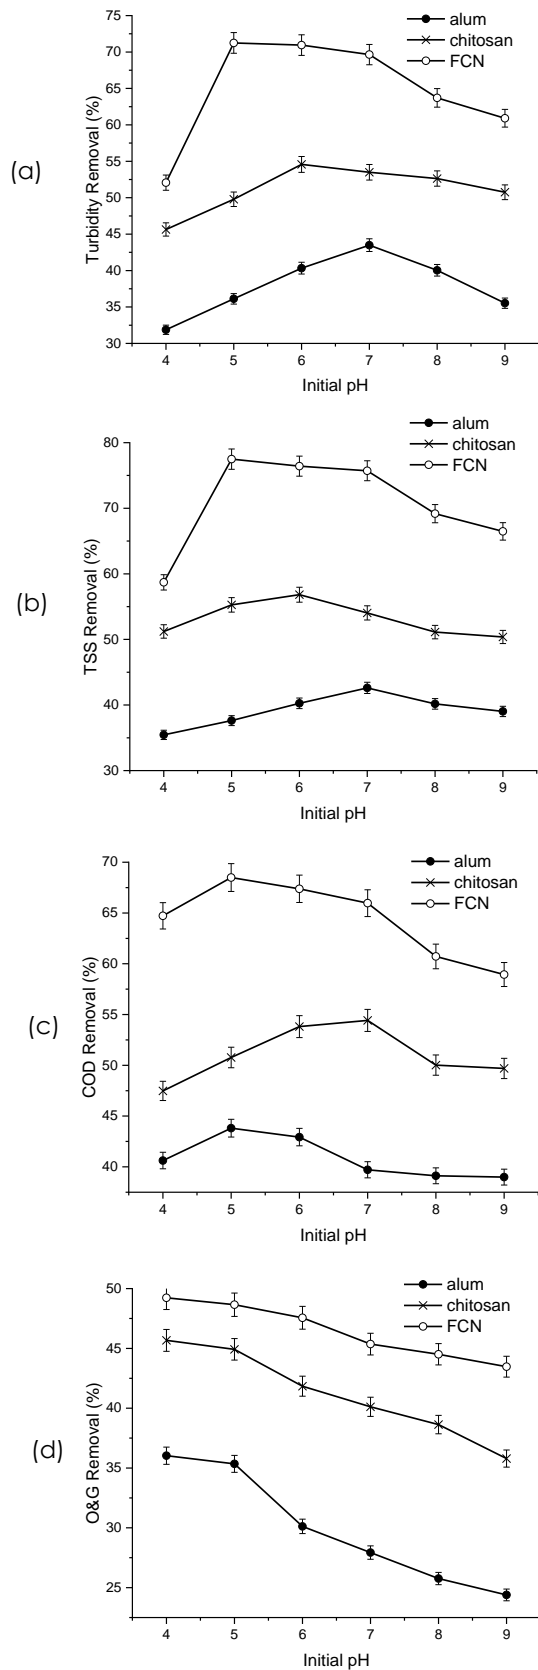 (a)
Turbidity Removal (%)
75
70
65
60
55
50
45
40
35
30
alum
chitosan
FCN
4 5 6 7 8 9
Initial pH
(b)
TSS Removal (%)
80
70
60
50
40
30
alum
chitosan
FCN
4 5 6 7 8 9
Initial pH
(c)
COD Removal (%)
70
65
60
55
50
45
40
alum
chitosan
FCN
4 5 6 7 8 9
Initial pH
(d)
O&G Removal (%)
50
45
40
35
30
25
alum
chitosan
FCN
4 5 6 7 8 9
Initial pH